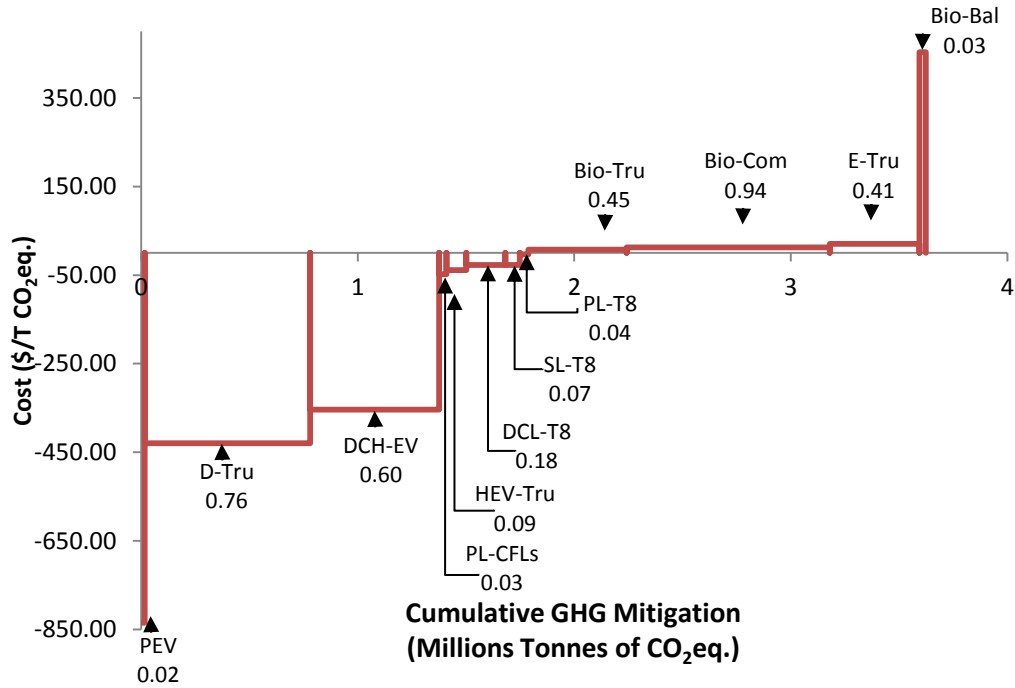 Bio-Bal
0.03
350.00
150.00
-50.00
-250.00
-450.00
-650.00
-850.00
Cost ($/T CO₂eq.)
0
1
2
3
4
Bio-Tru
0.45
Bio-Com
0.94
E-Tru
0.41
PL-T8
0.04
SL-T8
0.07
DCL-T8
0.18
HEV-Tru
0.09
PL-CFLs
0.03
DCH-EV
0.60
D-Tru
0.76
PEV
0.02
Cumulative GHG Mitigation
(Millions Tonnes of CO₂eq.)